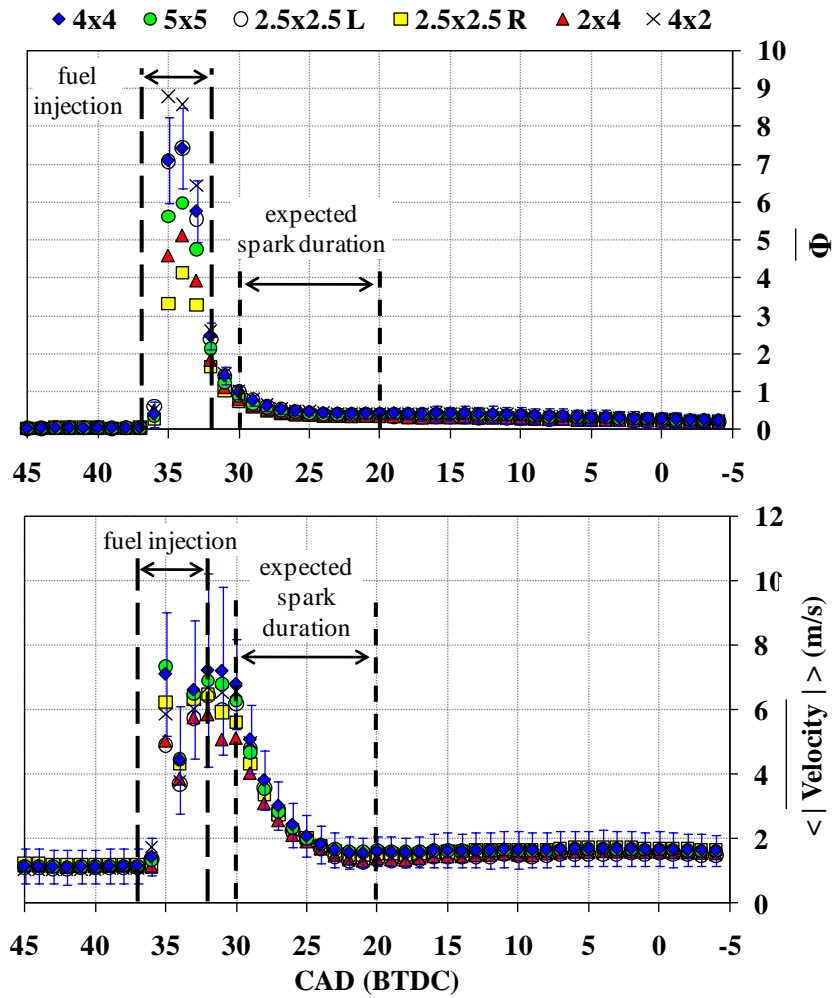 4x4 5x5 2.5x2.5 L 2.5x2.5 R 2x4 4x2
fuel
injection
expected
spark duration
10
9
8
7
6
5
4
3
2
1
0
Φ
45 40 35 30 25 20 15 10 5 0 -5
fuel injection
expected
spark
duration
12
10
8
6
4
2
0
< | Velocity | > (m/s)
45 40 35 30 25 20 15 10 5 0 -5
CAD (BTDC)